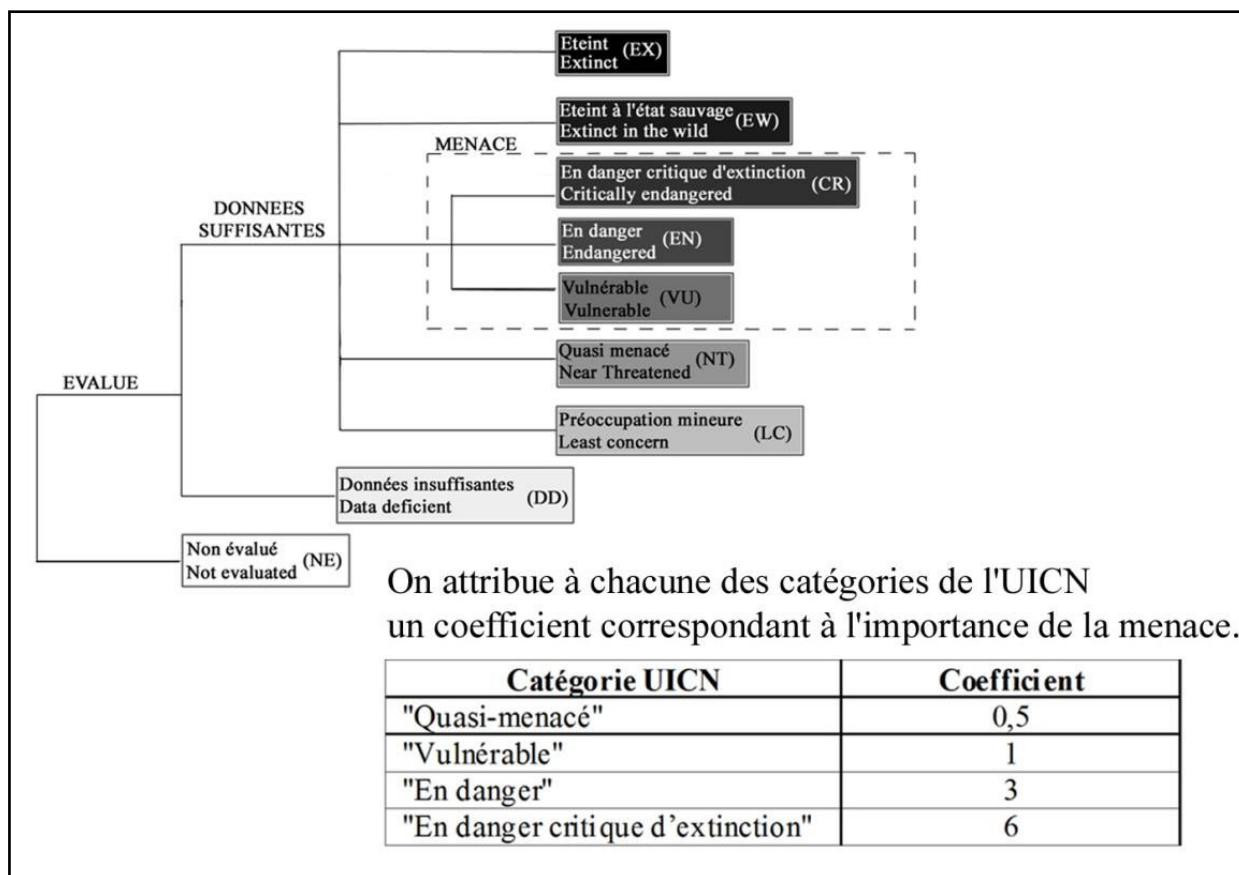 Eteint
Extinct
(EX)
Eteint à l'état sauvage
Extinct in the wild
(EW)
MENACE
En danger critique d'extinction
Critically endangered
(CR)
DONNEES
SUFFISANTES
En danger
Endangered
(EN)
Vulnérable
Vulnerable
(VU)
Quasi menacé
Near Threatened
(NT)
EVALUE
Préoccupation mineure
Least concern
(LC)
Données insuffisantes
Data deficient
(DD)
Non évalué
Not evaluated
(NE)
On attribue à chacune des catégories de l'UICN
un coefficient correspondant à l'importance de la menace.
Catégorie UICN Coefficient
"Quasi-menacé" 0,5
"Vulnérable" 1
"En danger" 3
"En danger critique d’extinction" 6